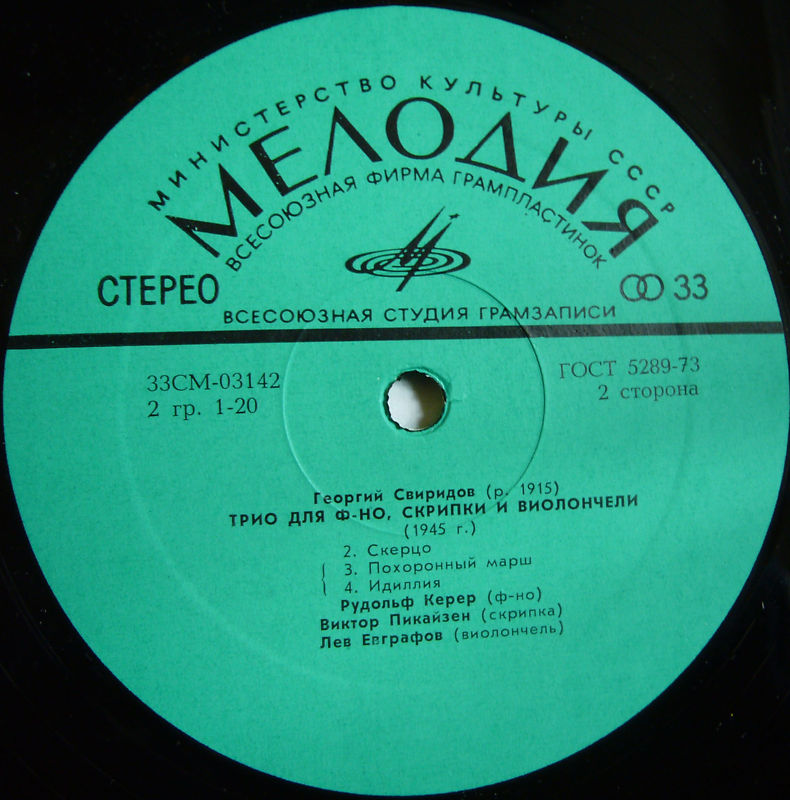 МИНИСТЕРСТВО КУЛЬТУРЫ СССР
МЕЛОДИЯ
ВСЕСОЮЗНАЯ ФИРМА ГРАМПЛАСТИНОК
СТЕРЕО
33
ВСЕСОЮЗНАЯ СТУДИЯ ГРАМЗАПИСИ
33СМ-03142
2 гр. 1-20
ГОСТ 5289-73
2 сторона
Георгий Свиридов (р. 1915)
ТРИО ДЛЯ Ф-НО, СКРИПКИ И ВИОЛОНЧЕЛИ
(1945 г.)
2. Скерцо
3. Похоронный марш
4. Идиллия
Рудольф Керер (ф-но)
Виктор Пикайзен (скрипка)
Лев Евграфов (виолончель)